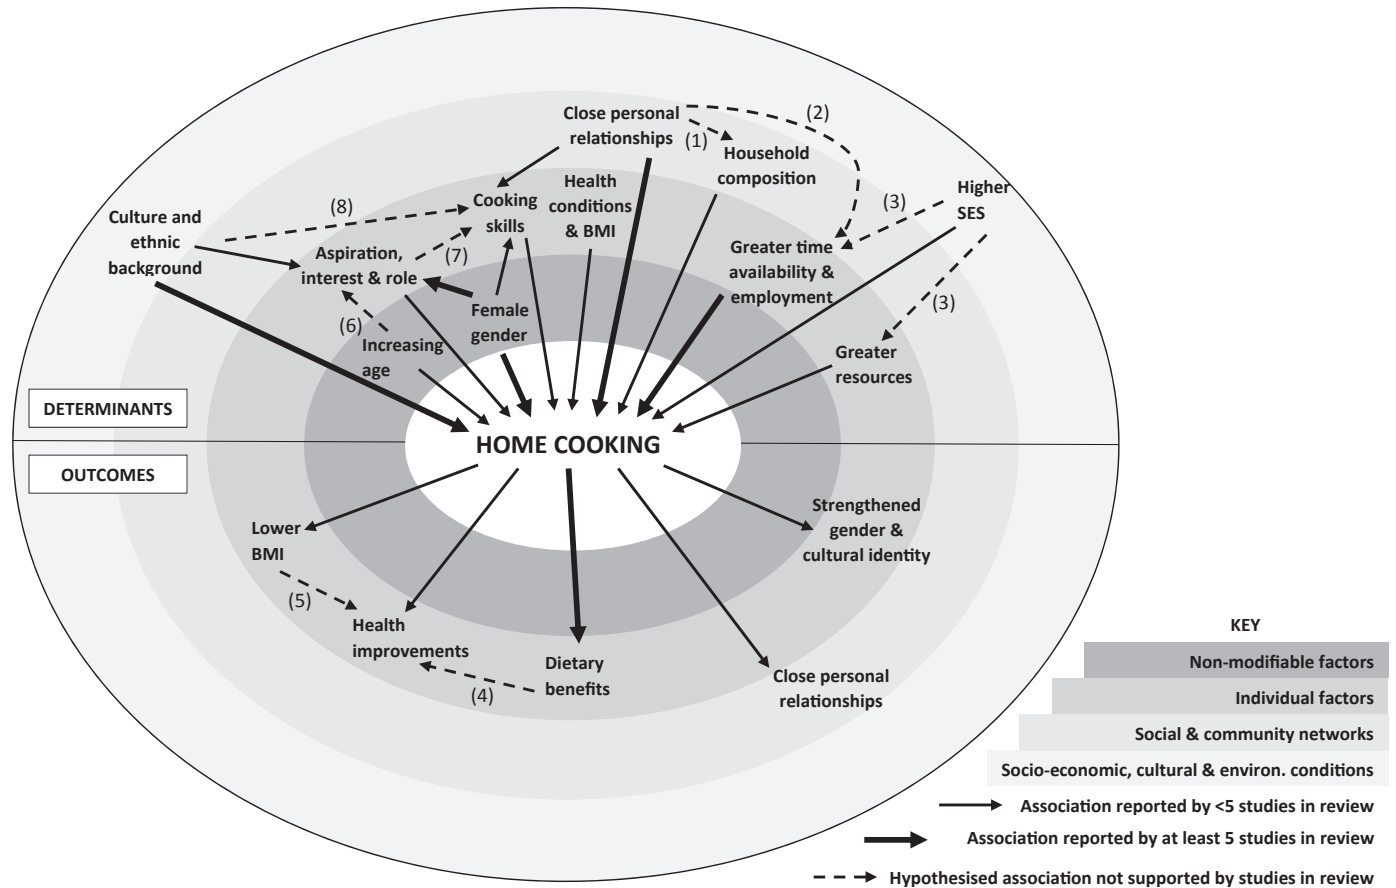 Close personal
relationships
(1)
(2)
Household
composition
Health
conditions
& BMI
Cooking
skills
Higher
SES
(3)
(8)
Culture and
ethnic
background
Aspiration,
interest & role
(7)
Greater time
availability &
employment
(3)
(6)
Female
gender
Increasing
age
Greater
resources
DETERMINANTS
HOME COOKING
OUTCOMES
Lower
BMI
Strengthened
gender &
cultural identity
(5)
Health
improvements
(4)
Dietary
benefits
Close personal
relationships
KEY
Non-modifiable factors
Individual factors
Social & community networks
Socio-economic, cultural & environ. conditions
Association reported by <5 studies in review
Association reported by at least 5 studies in review
Hypothesised association not supported by studies in review